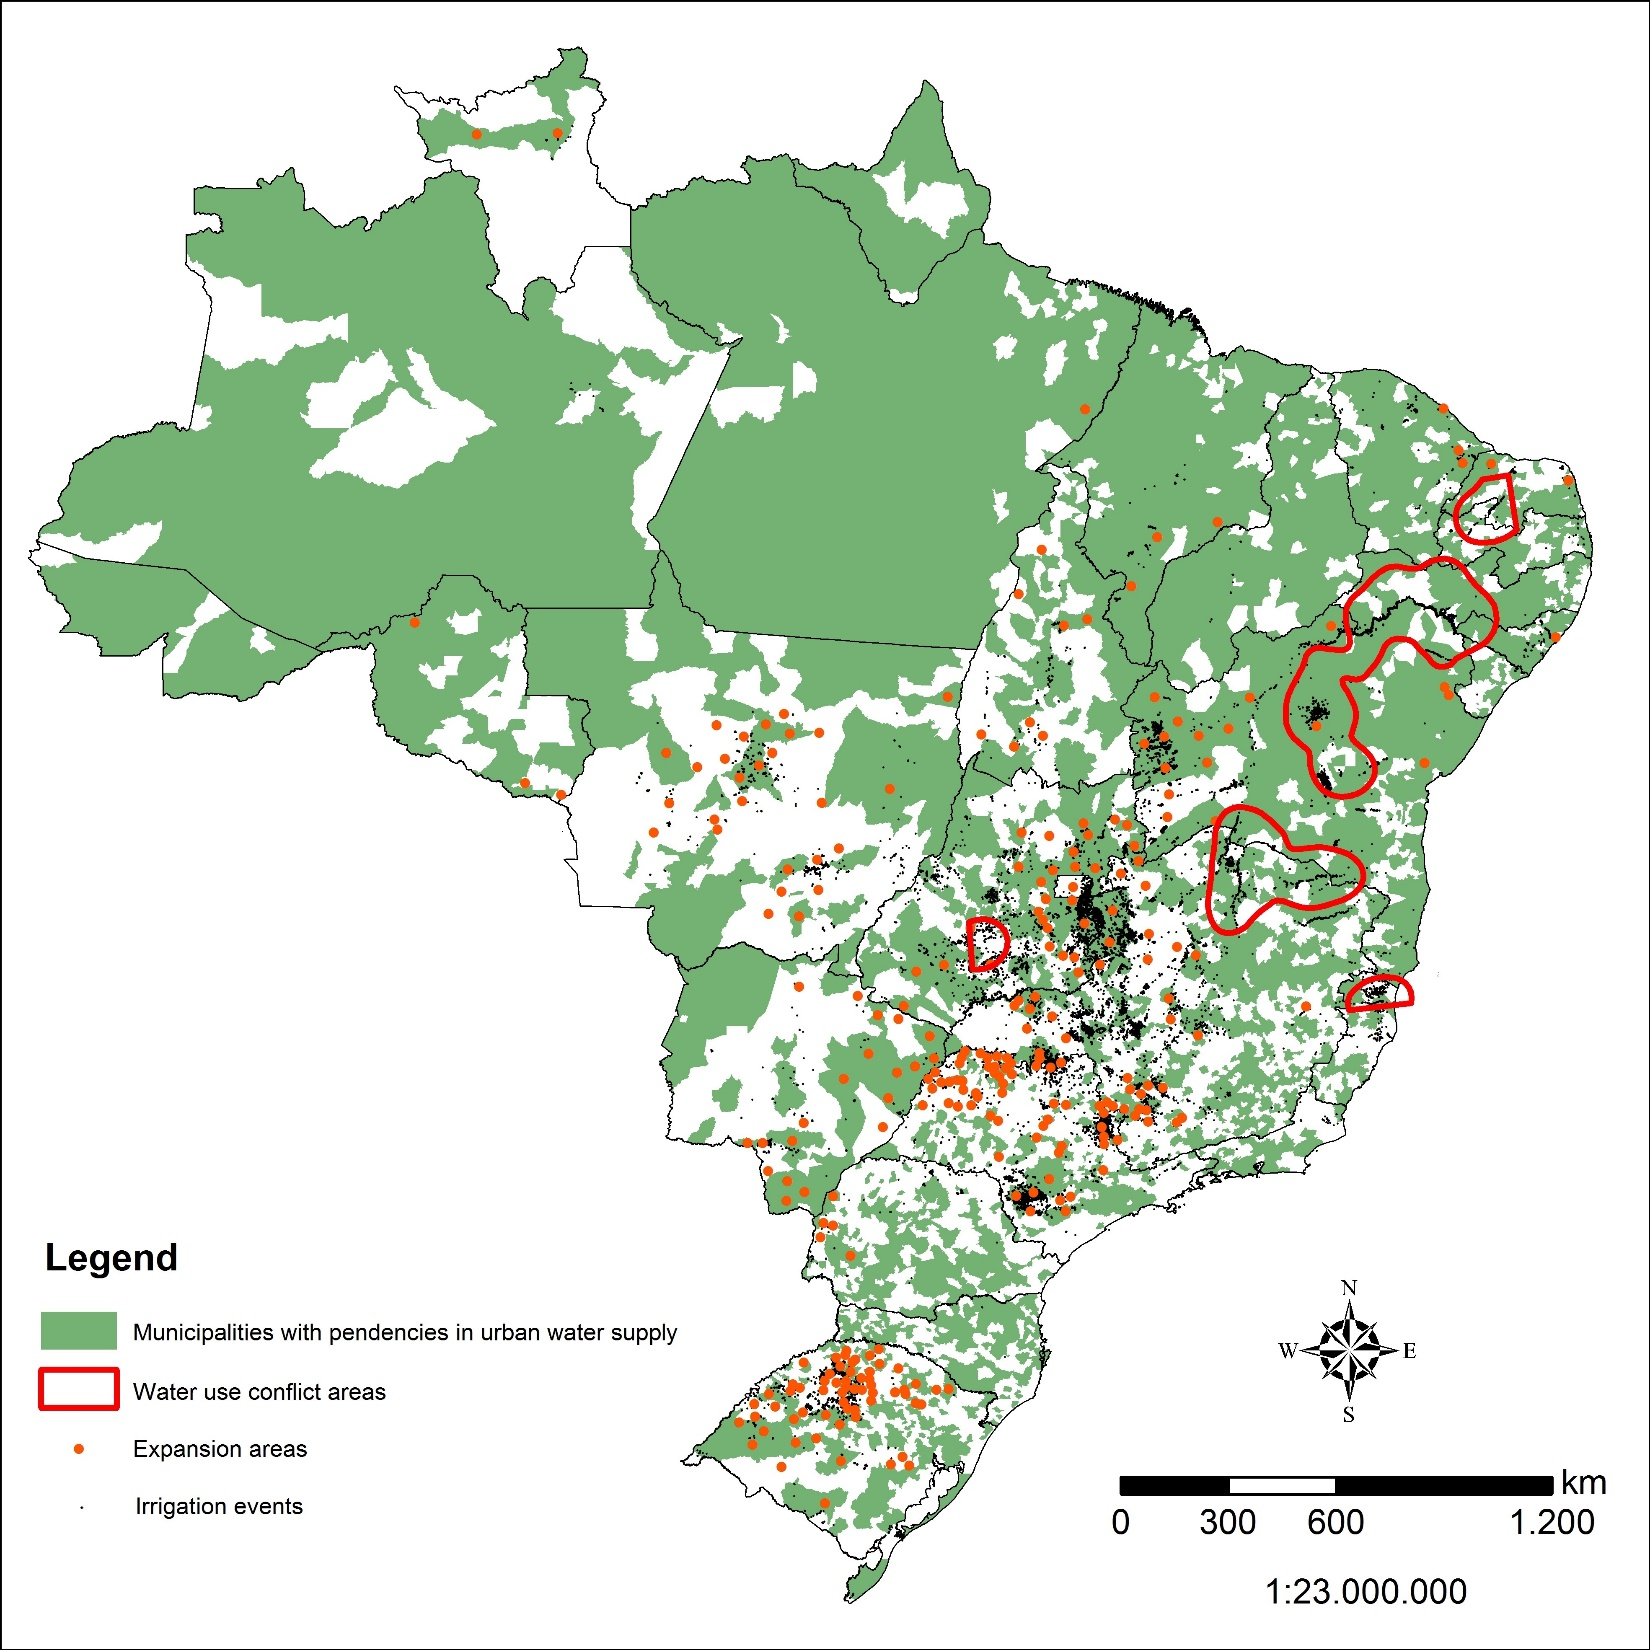 Legend
Municipalities with pendencies in urban water supply
Water use conflict areas
Expansion areas
Irrigation events
N
W E
S
km
0 300 600 1.200
1:23.000.000